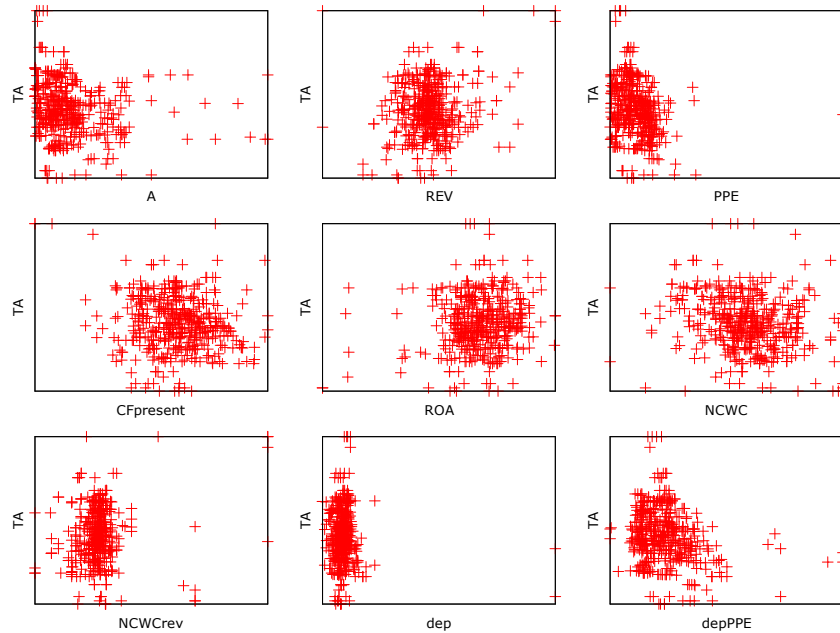 TA
A
TA
REV
TA
PPE
TA
CFpresent
TA
ROA
TA
NCWC
TA
NCWCrev
TA
dep
TA
depPPE